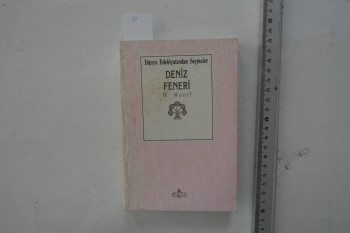 Dünya Edebiyatından Seçmeler
DENİZ
FENERİ
W. Woolf